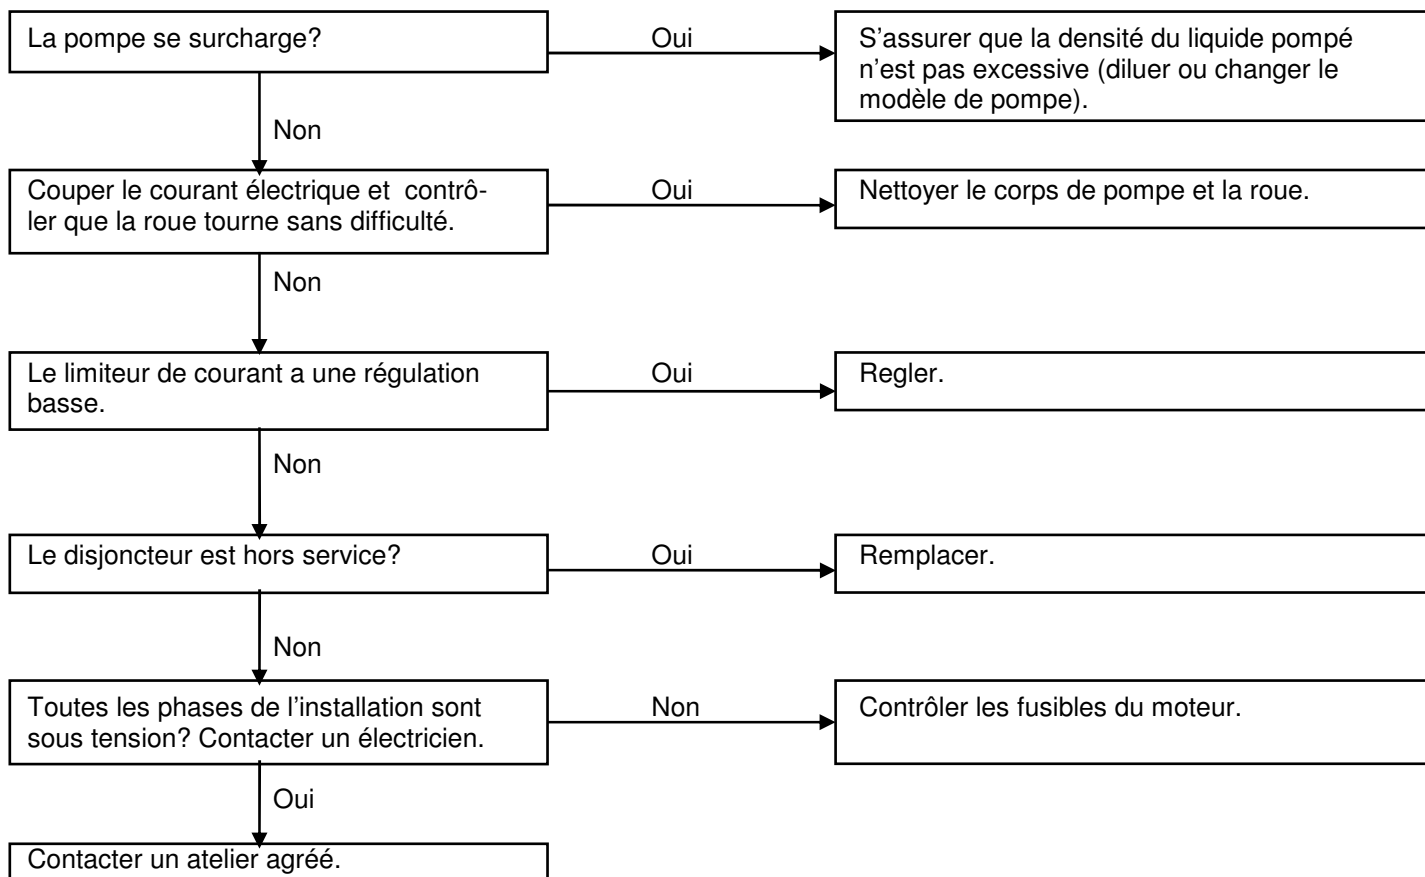 La pompe se surcharge?
Oui
S’assurer que la densité du liquide pompé
n’est pas excessive (diluer ou changer le
modèle de pompe).
Non
Couper le courant électrique et  contrô-
ler que la roue tourne sans difficulté.
Oui
Nettoyer le corps de pompe et la roue.
Non
Le limiteur de courant a une régulation
basse.
Oui
Regler.
Non
Le disjoncteur est hors service?
Oui
Remplacer.
Non
Toutes les phases de l’installation sont
sous tension? Contacter un électricien.
Non
Contrôler les fusibles du moteur.
Oui
Contacter un atelier agréé.